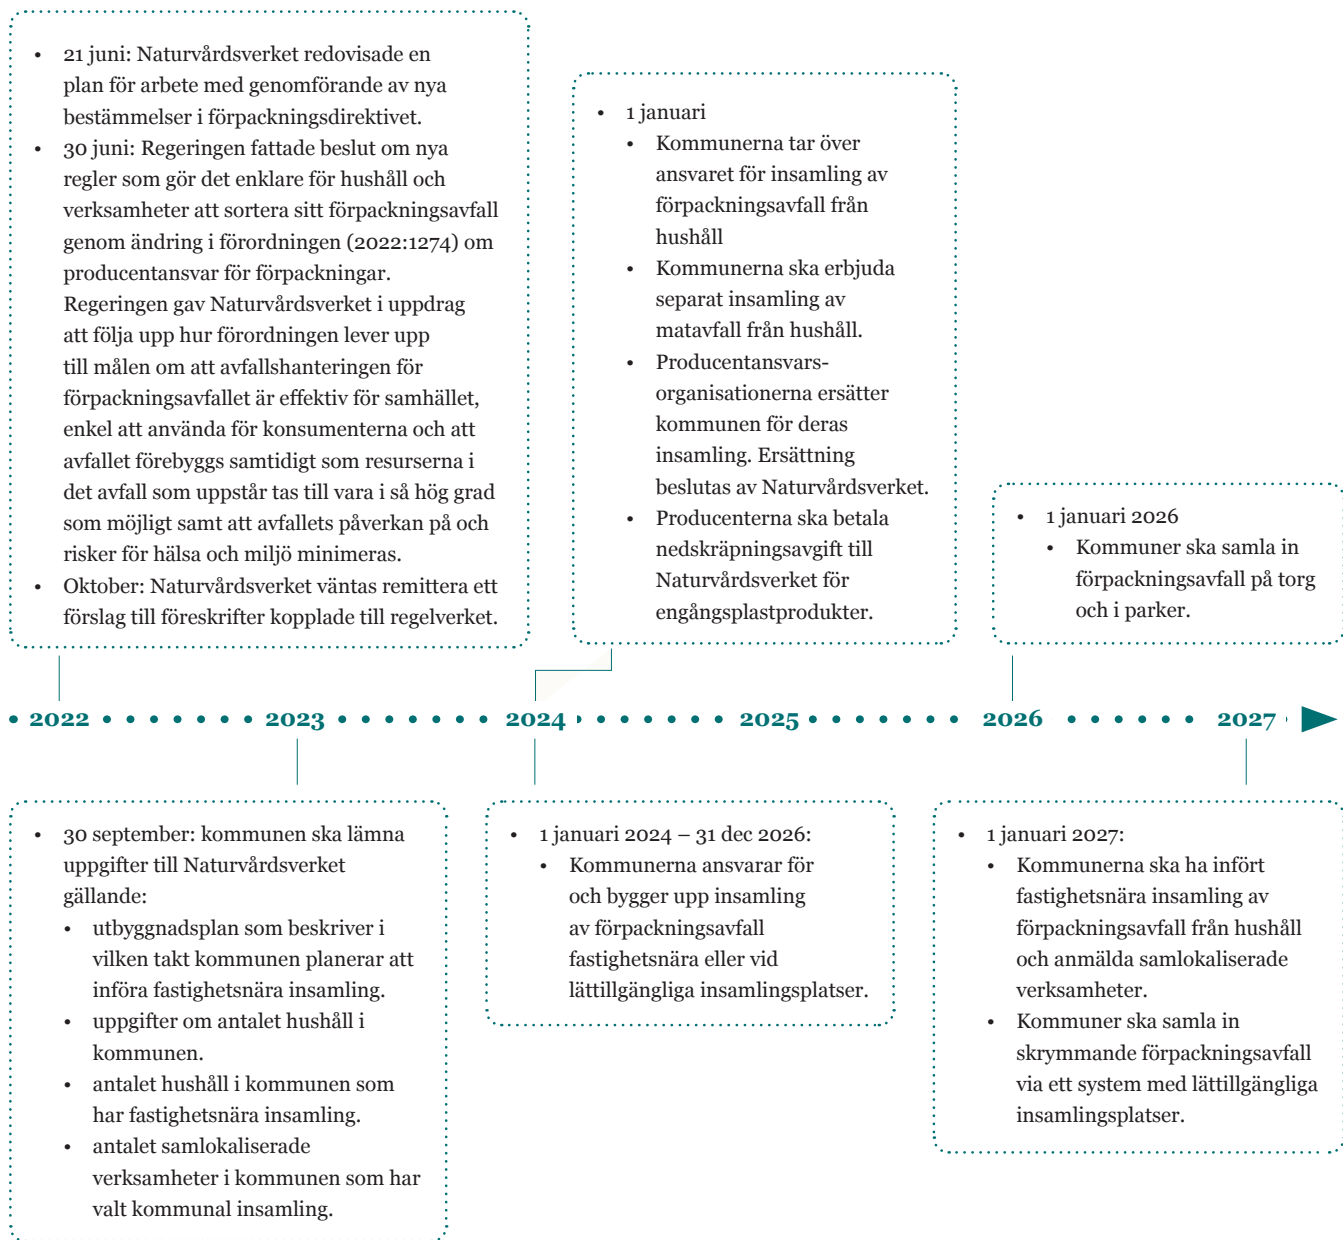 • 21 juni: Naturvårdsverket redovisade en
plan för arbete med genomförande av nya
bestämmelser i förpackningsdirektivet.
• 30 juni: Regeringen fattade beslut om nya
regler som gör det enklare för hushåll och
verksamheter att sortera sitt förpackningsavfall
genom ändring i förordningen (2022:1274) om
producentansvar för förpackningar.
Regeringen gav Naturvårdsverket i uppdrag
att följa upp hur förordningen lever upp
till målen om att avfallshanteringen för
förpackningsavfallet är effektiv för samhället,
enkel att använda för konsumenterna och att
avfallet förebyggs samtidigt som resurserna i
det avfall som uppstår tas till vara i så hög grad
som möjligt samt att avfallets påverkan på och
risker för hälsa och miljö minimeras.
• Oktober: Naturvårdsverket väntas remittera ett
förslag till föreskrifter kopplade till regelverket.
• 1 januari
• Kommunerna tar över
ansvaret för insamling av
förpackningsavfall från
hushåll
• Kommunerna ska erbjuda
separat insamling av
matavfall från hushåll.
• Producentansvars-
organisationerna ersätter
kommunen för deras
insamling. Ersättning
beslutas av Naturvårdsverket.
• Producenterna ska betala
nedskräpningsavgift till
Naturvårdsverket för
engångsplastprodukter.
• 1 januari 2026
• Kommuner ska samla in
förpackningsavfall på torg
och i parker.
2022 2023 2024 2025 2026 2027
• 30 september: kommunen ska lämna
uppgifter till Naturvårdsverket
gällande:
• utbyggnadsplan som beskriver i
vilken takt kommunen planerar att
införa fastighetsnära insamling.
• uppgifter om antalet hushåll i
kommunen.
• antalet hushåll i kommunen som
har fastighetsnära insamling.
• antalet samlokaliserade
verksamheter i kommunen som har
valt kommunal insamling.
• 1 januari 2024 – 31 dec 2026:
• Kommunerna ansvarar för
och bygger upp insamling
av förpackningsavfall
fastighetsnära eller vid
lättillgängliga insamlingsplatser.
• 1 januari 2027:
• Kommunerna ska ha infört
fastighetsnära insamling av
förpackningsavfall från hushåll
och anmälda samlokaliserade
verksamheter.
• Kommuner ska samla in
skrymmande förpackningsavfall
via ett system med lättillgängliga
insamlingsplatser.